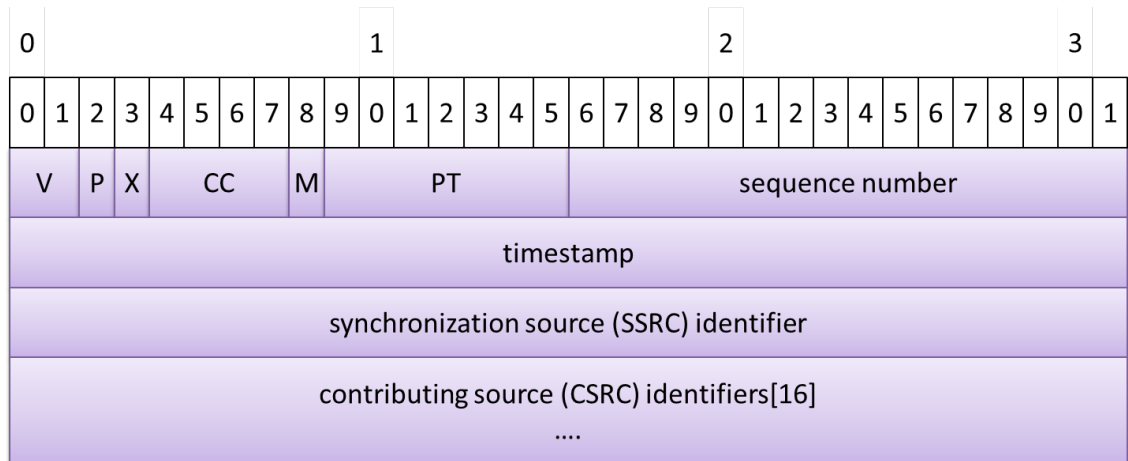 0 1 2 3
0 1 2 3 4 5 6 7 8 9 0 1 2 3 4 5 6 7 8 9 0 1 2 3 4 5 6 7 8 9 0 1
V P X CC M PT sequence number
timestamp
synchronization source (SSRC) identifier
contributing source (CSRC) identifiers[16]
....